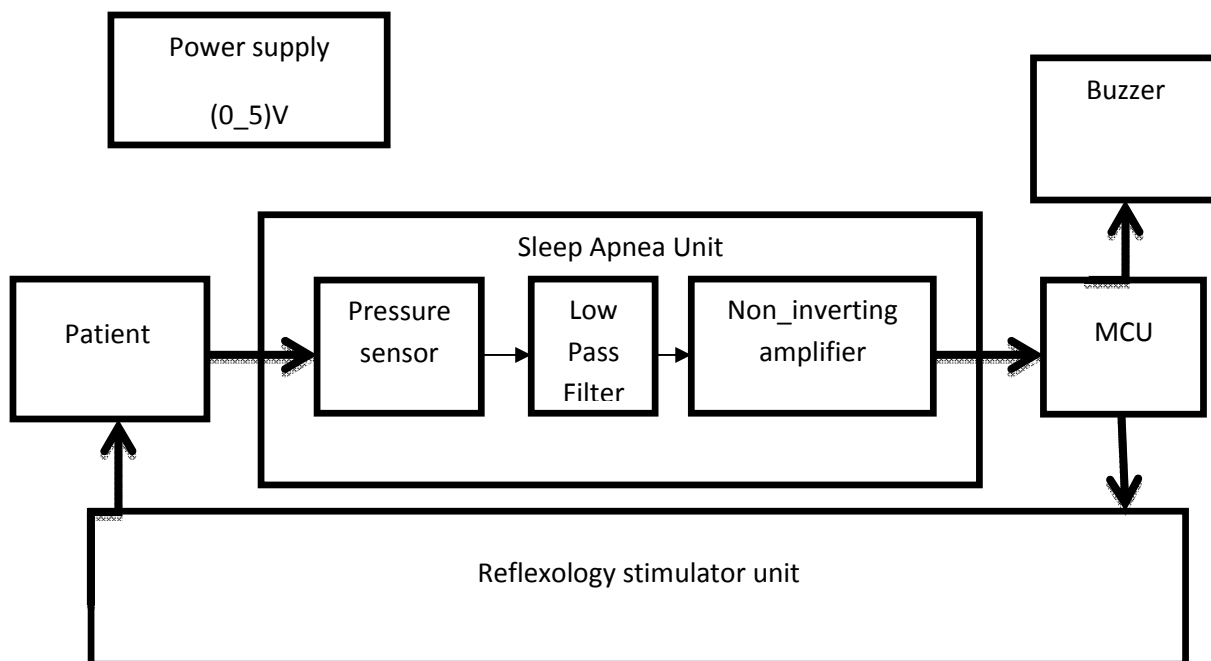 Power supply
(0_5)V
Buzzer
Sleep Apnea Unit
Patient
Pressure
sensor
Low
Pass
Filter
Non_inverting
amplifier
MCU
Reflexology stimulator unit